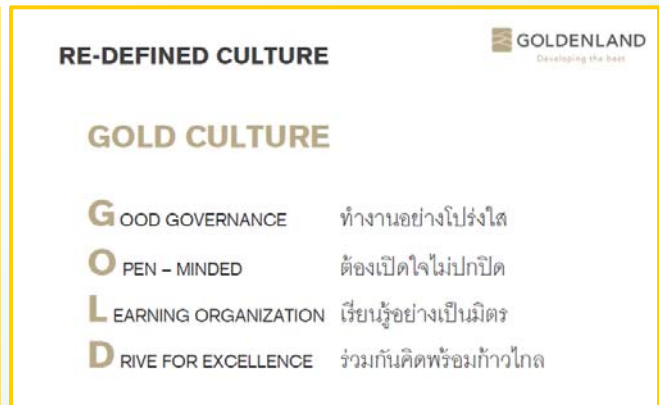 RE-DEFINED CULTURE
GOLDENLAND
Developing the best
GOLD CULTURE
GOOD GOVERNANCE ทำงานอย่างโปร่งใส
OPEN – MINDED ต้องเปิดใจไม่ปกปิด
LEARNING ORGANIZATION เรียนรู้อย่างเป็นมิตร
DRIVE FOR EXCELLENCE ร่วมกันคิดพร้อมก้าวไกล